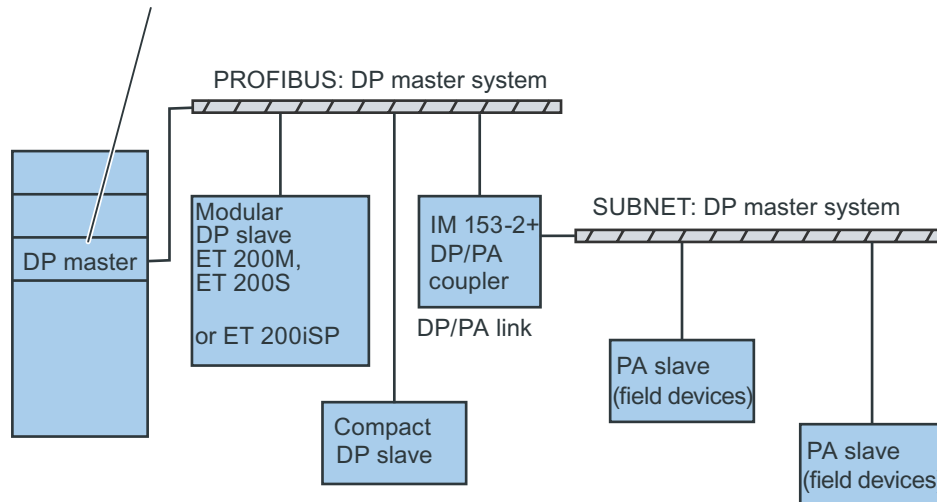 PROFIBUS: DP master system
DP master
Modular
DP slave
ET 200M,
ET 200S
or ET 200iSP
Compact
DP slave
IM 153-2+
DP/PA
coupler
DP/PA link
SUBNET: DP master system
PA slave
(field devices)
PA slave
(field devices